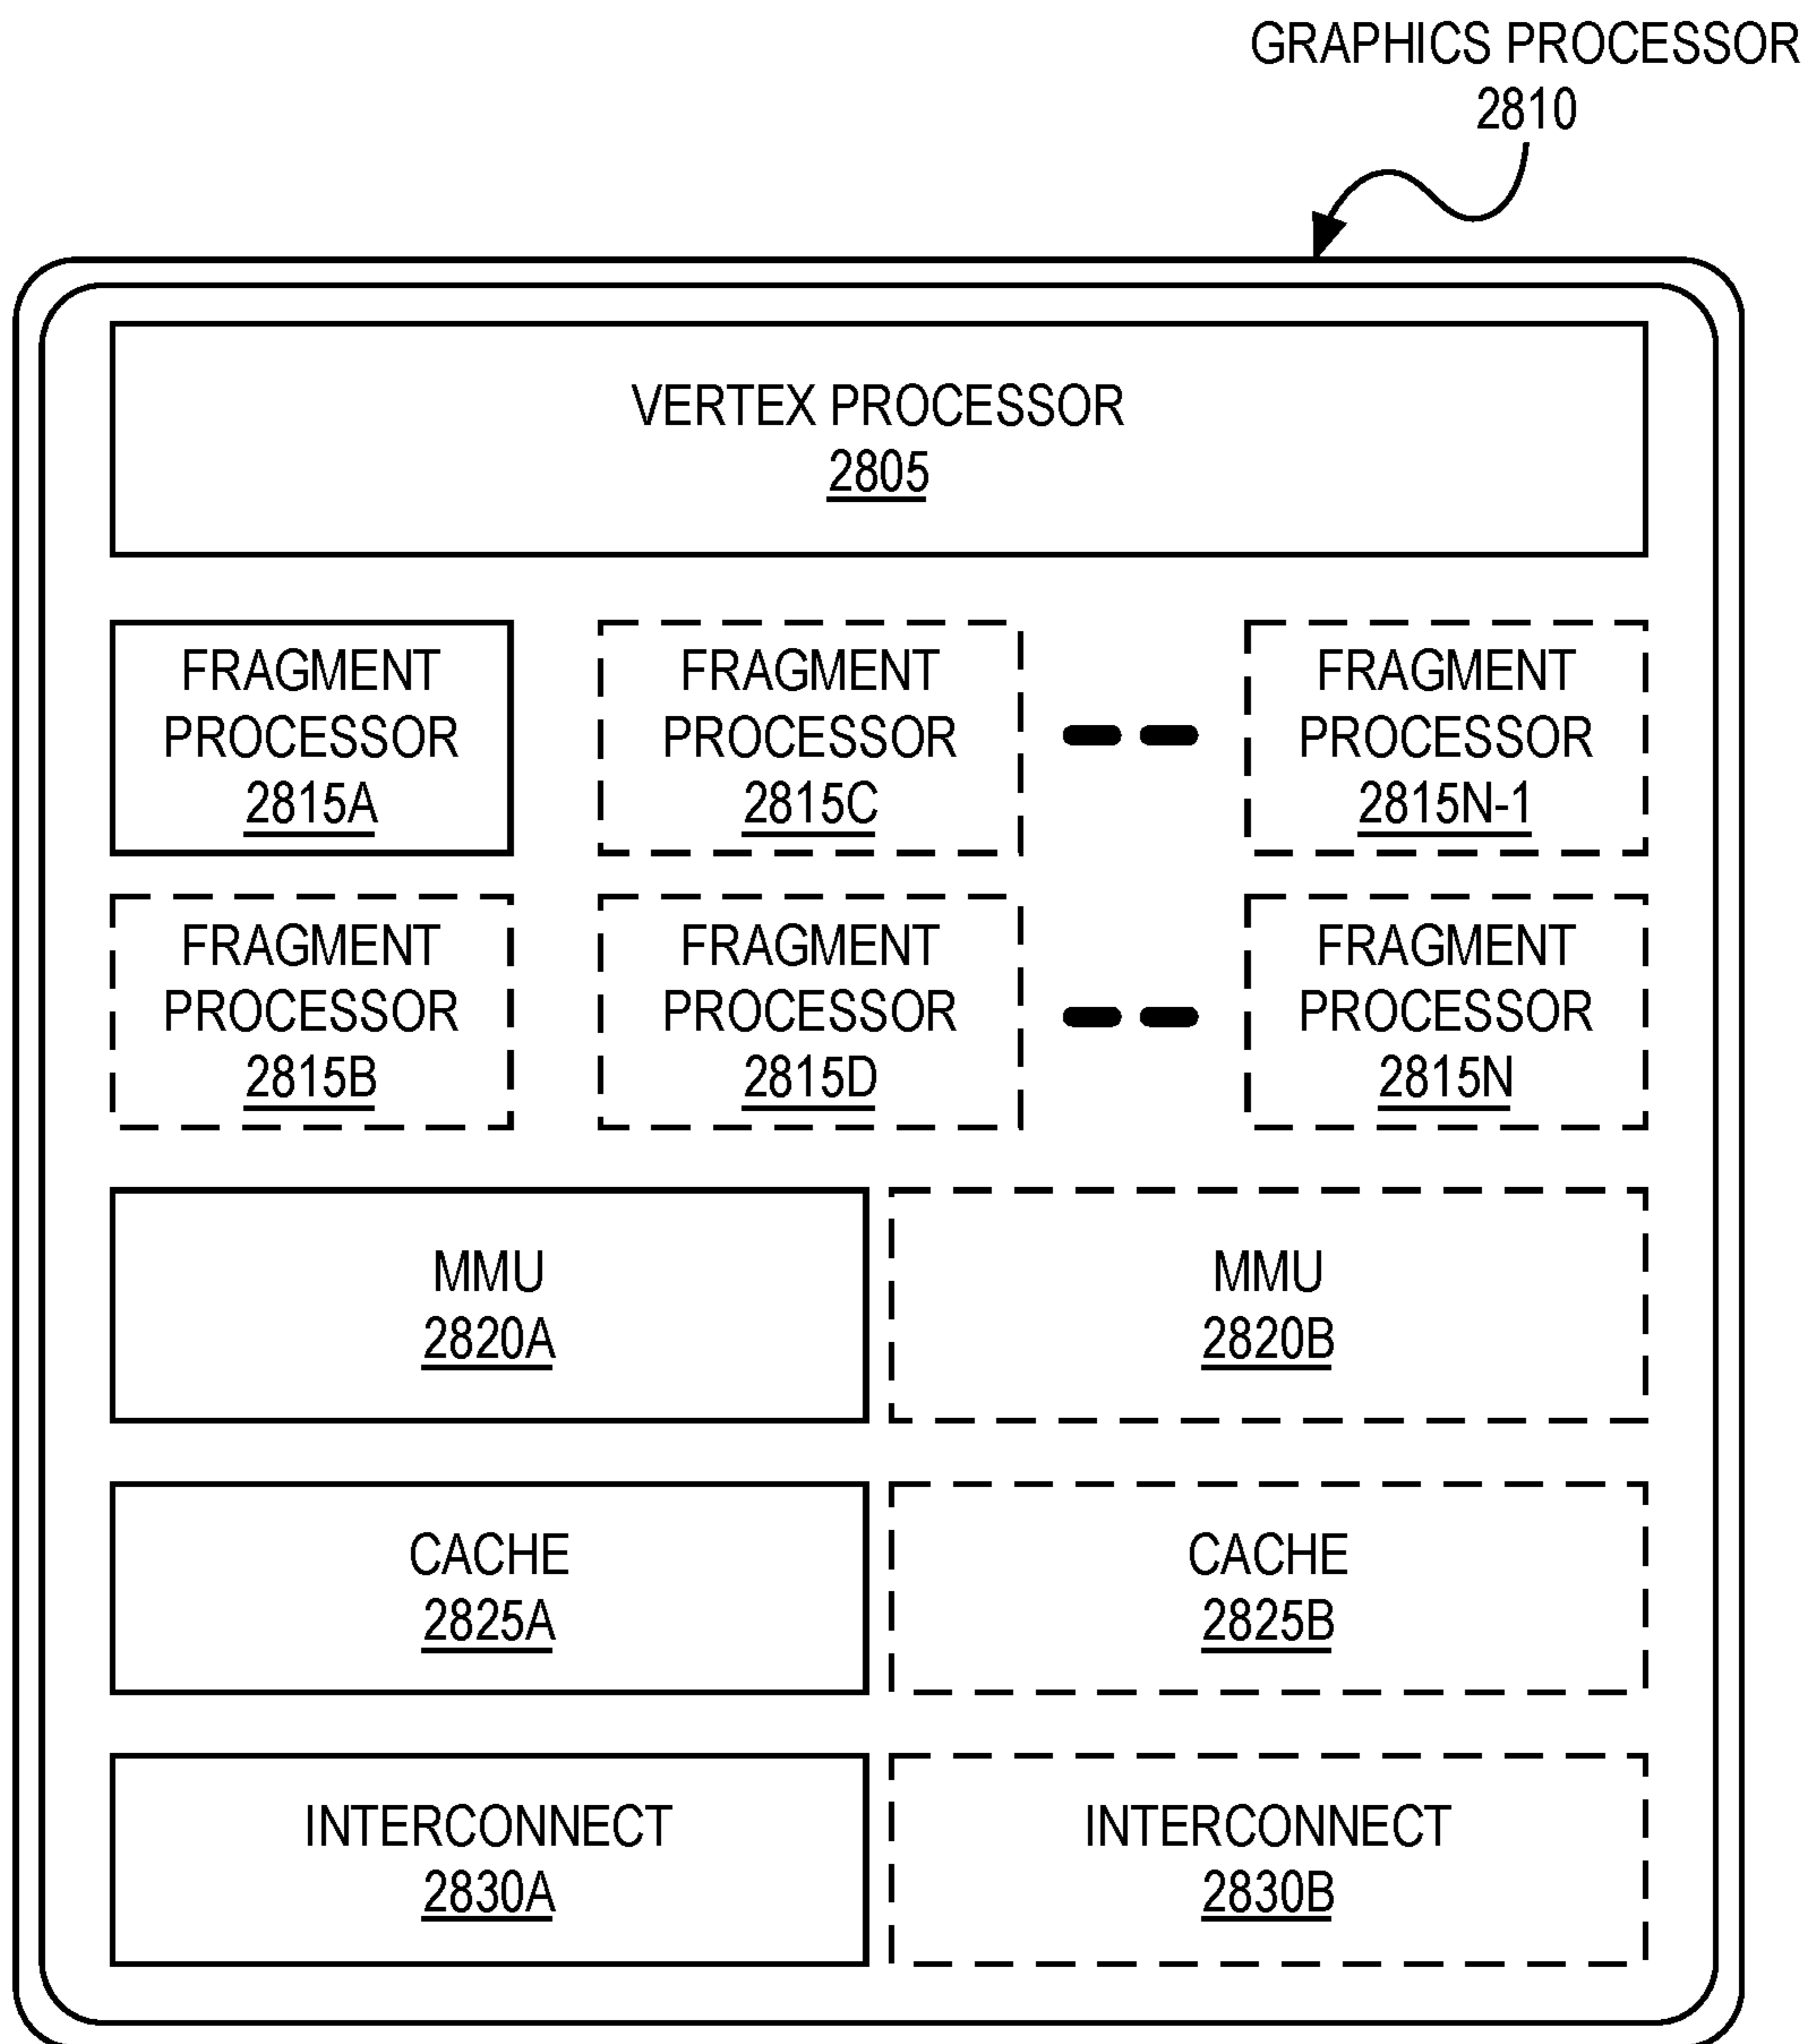 GRAPHICS PROCESSOR
2810
VERTEX PROCESSOR
2805
FRAGMENT
PROCESSOR
2815A
FRAGMENT
PROCESSOR
2815C
FRAGMENT
PROCESSOR
2815N-1
FRAGMENT
PROCESSOR
2815B
FRAGMENT
PROCESSOR
2815D
FRAGMENT
PROCESSOR
2815N
MMU
2820A
MMU
2820B
CACHE
2825A
CACHE
2825B
INTERCONNECT
2830A
INTERCONNECT
2830B